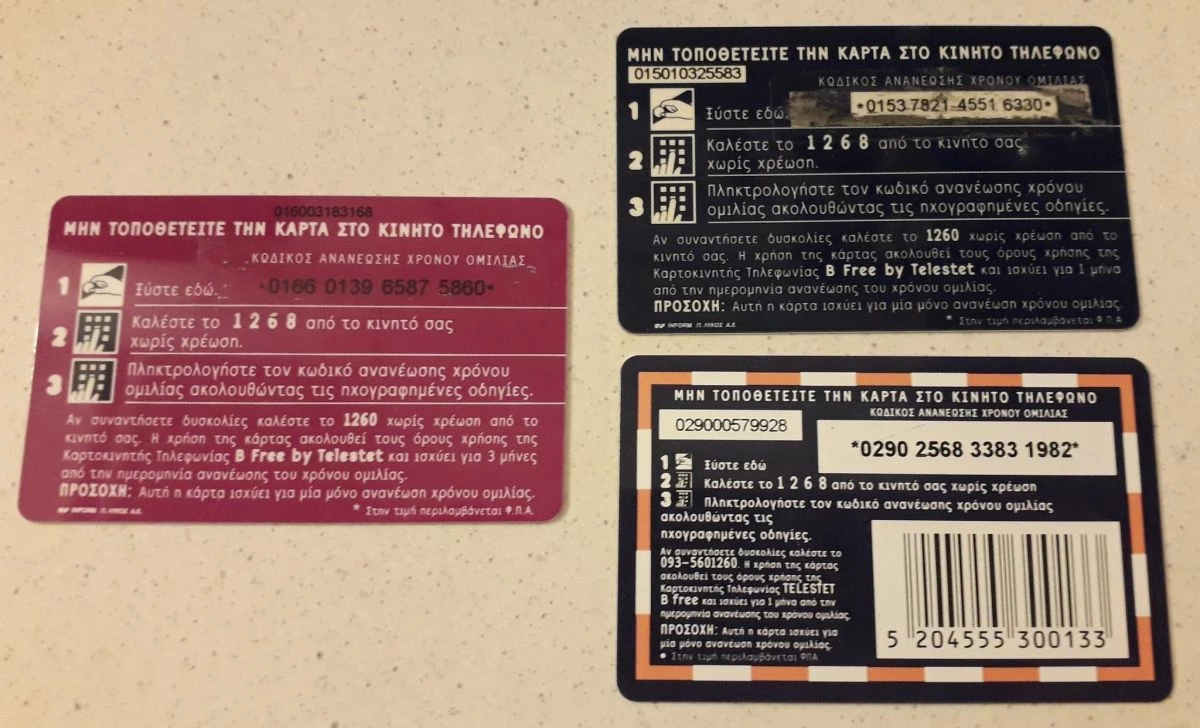 016003183168
ΜΗΝ ΤΟΠΟΘΕΤΕΙΤΕ ΤΗΝ ΚΑΡΤΑ ΣΤΟ ΚΙΝΗΤΟ ΤΗΛΕΦΩΝΟ
ΚΩΔΙΚΟΣ ΑΝΑΝΕΩΣΗΣ ΧΡΟΝΟΥ ΟΜΙΛΙΑΣ
1 Ξύστε εδώ. *0166 0139 6587 5860*
2 Καλέστε το 1268 από το κινητό σας
χωρίς χρέωση.
3 Πληκτρολογήστε τον κωδικό ανανέωσης χρόνου
ομιλίας ακολουθώντας τις ηχογραφημένες οδηγίες.
Αν συναντήσετε δυσκολίες καλέστε το 1260 χωρίς χρέωση από το
κινητό σας. Η χρήση της κάρτας ακολουθεί τους όρους χρήσης της
Καρτοκινητής Τηλεφωνίας B Free by Telestet και ισχύει για 3 μήνες
από την ημερομηνία ανανέωσης του χρόνου ομιλίας.
ΠΡΟΣΟΧΗ: Αυτή η κάρτα ισχύει για μία μόνο ανανέωση χρόνου ομιλίας.
* Στην τιμή περιλαμβάνεται Φ.Π.Α.
INFORM Π. ΛΥΚΟΣ Α.Ε.
ΜΗΝ ΤΟΠΟΘΕΤΕΙΤΕ ΤΗΝ ΚΑΡΤΑ ΣΤΟ ΚΙΝΗΤΟ ΤΗΛΕΦΩΝΟ
015010325583
ΚΩΔΙΚΟΣ ΑΝΑΝΕΩΣΗΣ ΧΡΟΝΟΥ ΟΜΙΛΙΑΣ
1 Ξύστε εδώ. *0153 7821 4551 6330*
2 Καλέστε το 1268 από το κινητό σας
χωρίς χρέωση.
3 Πληκτρολογήστε τον κωδικό ανανέωσης χρόνου
ομιλίας ακολουθώντας τις ηχογραφημένες οδηγίες.
Αν συναντήσετε δυσκολίες καλέστε το 1260 χωρίς χρέωση από το
κινητό σας. Η χρήση της κάρτας ακολουθεί τους όρους χρήσης της
Καρτοκινητής Τηλεφωνίας B Free by Telestet και ισχύει για 1 μήνα
από την ημερομηνία ανανέωσης του χρόνου ομιλίας.
ΠΡΟΣΟΧΗ: Αυτή η κάρτα ισχύει για μία μόνο ανανέωση χρόνου ομιλίας.
* Στην τιμή περιλαμβάνεται Φ.Π.Α.
INFORM Π. ΛΥΚΟΣ Α.Ε.
ΜΗΝ ΤΟΠΟΘΕΤΕΙΤΕ ΤΗΝ ΚΑΡΤΑ ΣΤΟ ΚΙΝΗΤΟ ΤΗΛΕΦΩΝΟ
ΚΩΔΙΚΟΣ ΑΝΑΝΕΩΣΗΣ ΧΡΟΝΟΥ ΟΜΙΛΙΑΣ
029000579928
*0290 2568 3383 1982*
1 Ξύστε εδώ
2 Καλέστε το 1268 από το κινητό σας χωρίς χρέωση
3 Πληκτρολογήστε τον κωδικό ανανέωσης χρόνου ομιλίας
ακολουθώντας τις
ηχογραφημένες οδηγίες.
Αν συναντήσετε δυσκολίες καλέστε το
093-5601260. Η χρήση της κάρτας
ακολουθεί τους όρους χρήσης της
Καρτοκινητής Τηλεφωνίας TELESTET
B free και ισχύει για 1 μήνα από την
ημερομηνία ανανέωσης του χρόνου ομιλίας.
ΠΡΟΣΟΧΗ: Αυτή η κάρτα ισχύει για
μία μόνο ανανέωση χρόνου ομιλίας.
• Στην τιμή περιλαμβάνεται ΦΠΑ
5 204555 300133